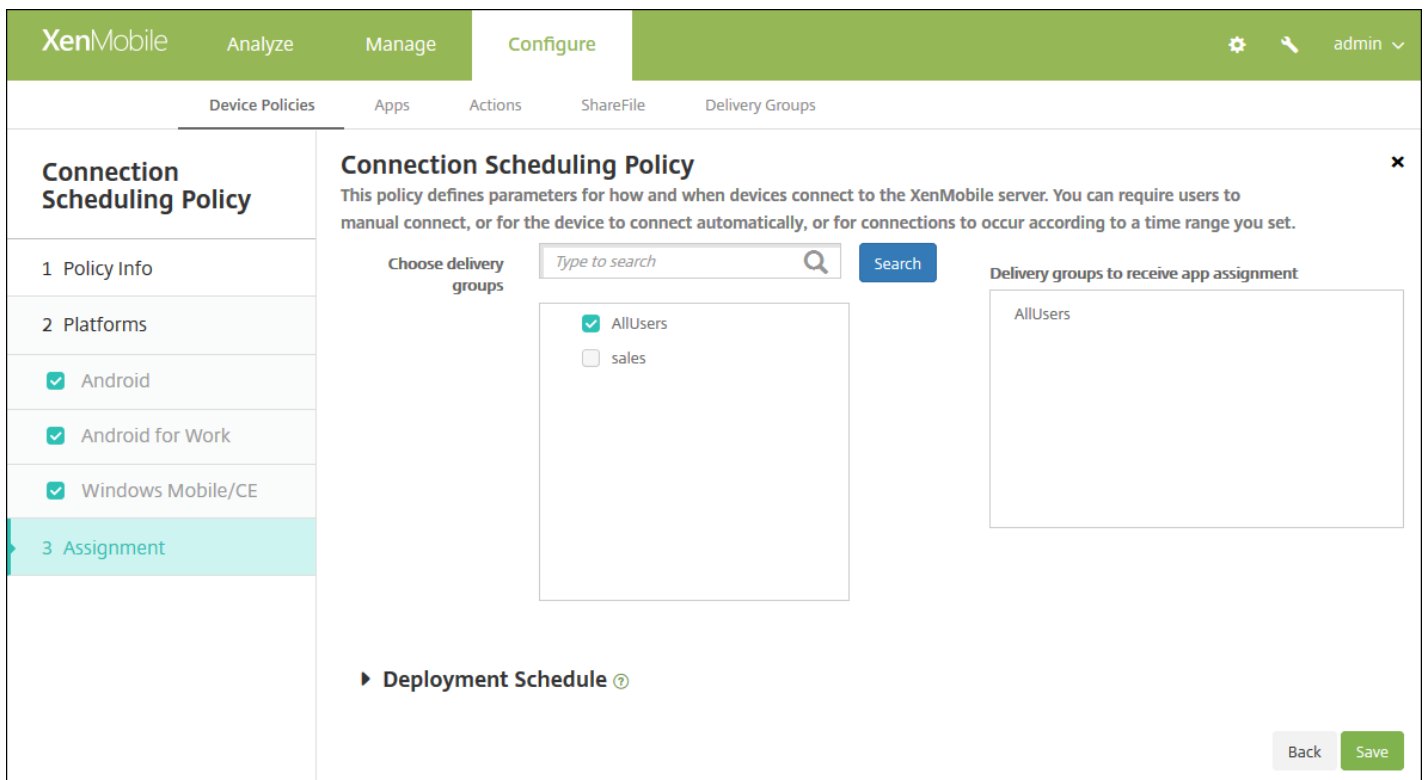 XenMobile Analyze Manage Configure admin
Device Policies Apps Actions ShareFile Delivery Groups
Connection
Scheduling Policy
1 Policy Info
2 Platforms
Android
Android for Work
Windows Mobile/CE
3 Assignment
Connection Scheduling Policy
This policy defines parameters for how and when devices connect to the XenMobile server. You can require users to
manual connect, or for the device to connect automatically, or for connections to occur according to a time range you set.
Choose delivery
groups
Type to search
Search
AllUsers
sales
Delivery groups to receive app assignment
AllUsers
Deployment Schedule ?
Back Save